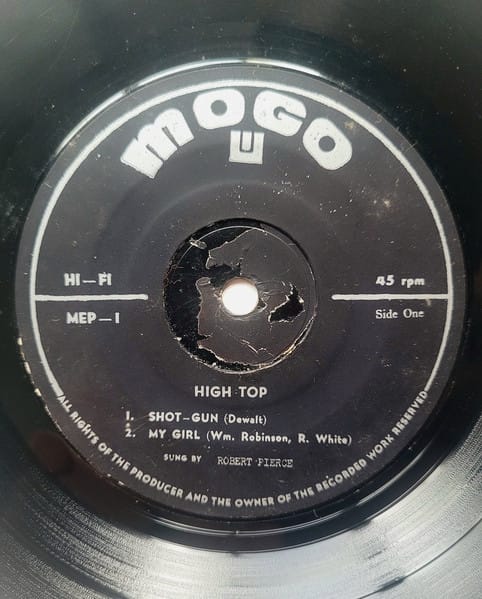 MOGO
HI-FI
MEP-1
45 rpm
Side One
HIGH TOP
1. SHOT-GUN (Dewalt)
2. MY GIRL (Wm. Robinson, R. White)
SUNG BY ROBERT PIERCE
ALL RIGHTS OF THE PRODUCER AND THE OWNER OF THE RECORDED WORK RESERVED